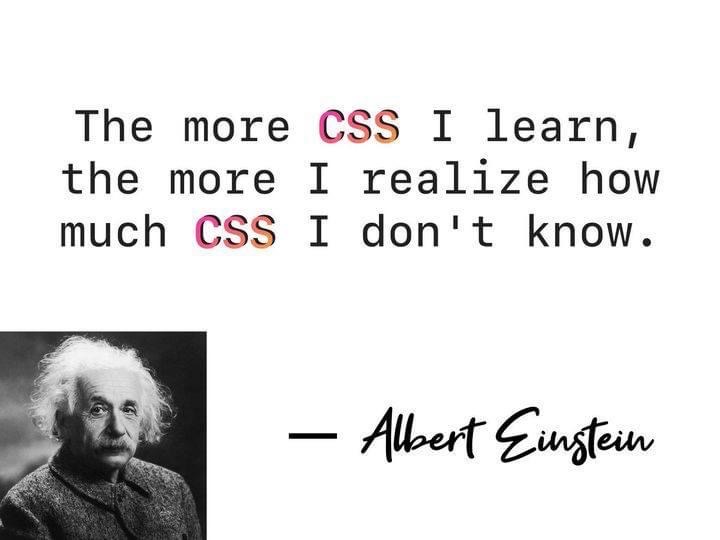 The more CSS I learn,
the more I realize how
much CSS I don't know.
— Albert Einstein